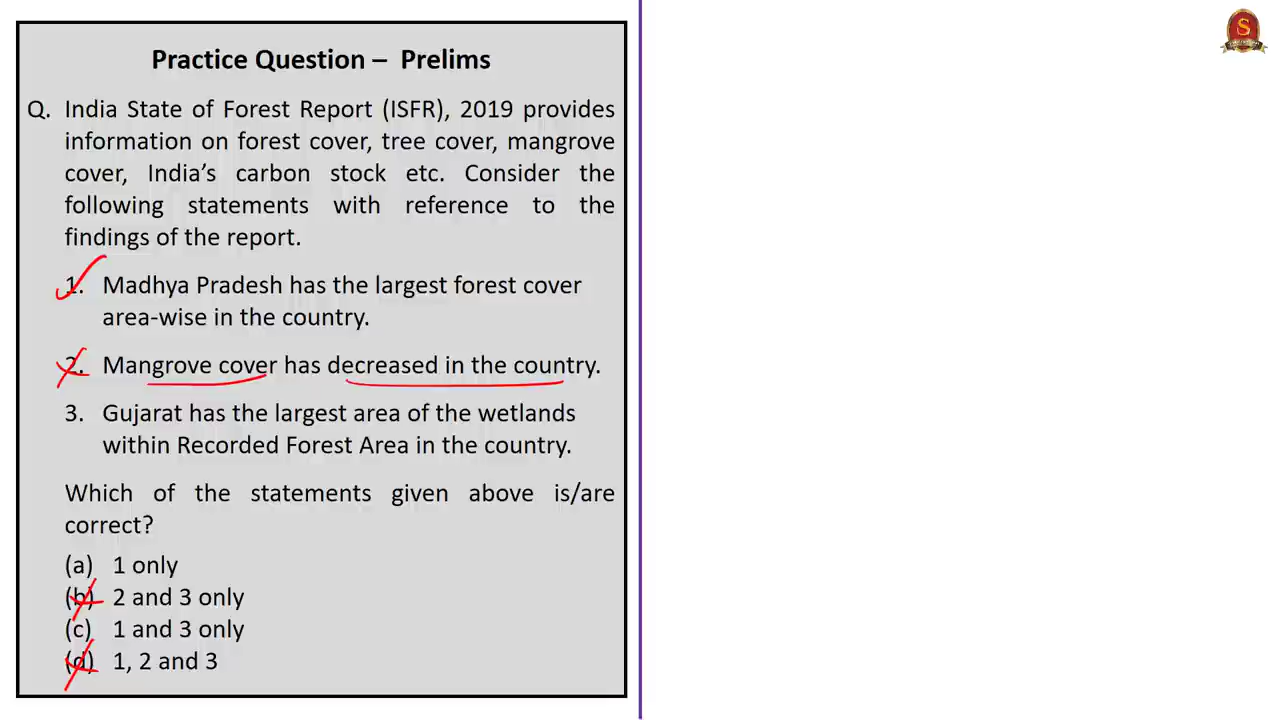 Practice Question – Prelims
Q. India State of Forest Report (ISFR), 2019 provides
information on forest cover, tree cover, mangrove
cover, India’s carbon stock etc. Consider the
following statements with reference to the
findings of the report.
1. Madhya Pradesh has the largest forest cover
area-wise in the country.
2. Mangrove cover has decreased in the country.
3. Gujarat has the largest area of the wetlands
within Recorded Forest Area in the country.
Which of the statements given above is/are
correct?
(a) 1 only
(b) 2 and 3 only
(c) 1 and 3 only
(d) 1, 2 and 3
S